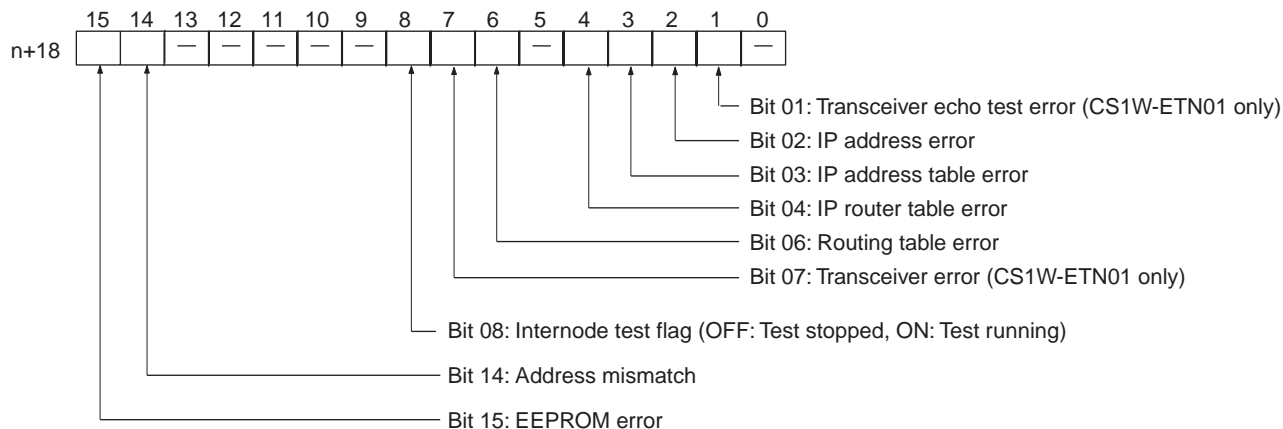 15 14 13 12 11 10 9 8 7 6 5 4 3 2 1 0
n+18 — — — — — — —
Bit 01: Transceiver echo test error (CS1W-ETN01 only)
Bit 02: IP address error
Bit 03: IP address table error
Bit 04: IP router table error
Bit 06: Routing table error
Bit 07: Transceiver error (CS1W-ETN01 only)
Bit 08: Internode test flag (OFF: Test stopped, ON: Test running)
Bit 14: Address mismatch
Bit 15: EEPROM error